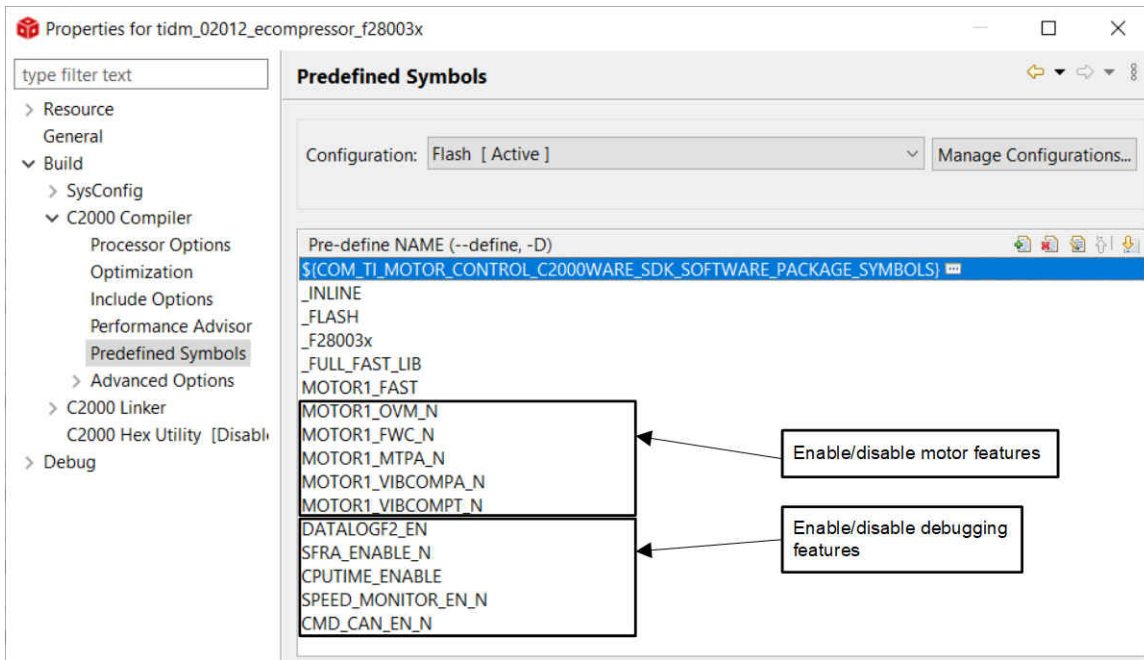 Properties for tidm_02012_ecompressor_f28003x
type filter text
Resource
General
Build
SysConfig
C2000 Compiler
Processor Options
Optimization
Include Options
Performance Advisor
Predefined Symbols
Advanced Options
C2000 Linker
C2000 Hex Utility [Disabl
Debug
Predefined Symbols
Configuration: Flash [ Active ]
Manage Configurations...
Pre-define NAME (--define, -D)
${COM_TI_MOTOR_CONTROL_C2000WARE_SDK_SOFTWARE_PACKAGE_SYMBOLS}
_INLINE
_FLASH
_F28003x
_FULL_FAST_LIB
MOTOR1_FAST
MOTOR1_OVM_N
MOTOR1_FWC_N
MOTOR1_MTPA_N
MOTOR1_VIBCOMPA_N
MOTOR1_VIBCOMPT_N
DATALOGF2_EN
SFRA_ENABLE_N
CPUTIME_ENABLE
SPEED_MONITOR_EN_N
CMD_CAN_EN_N
Enable/disable motor features
Enable/disable debugging
features